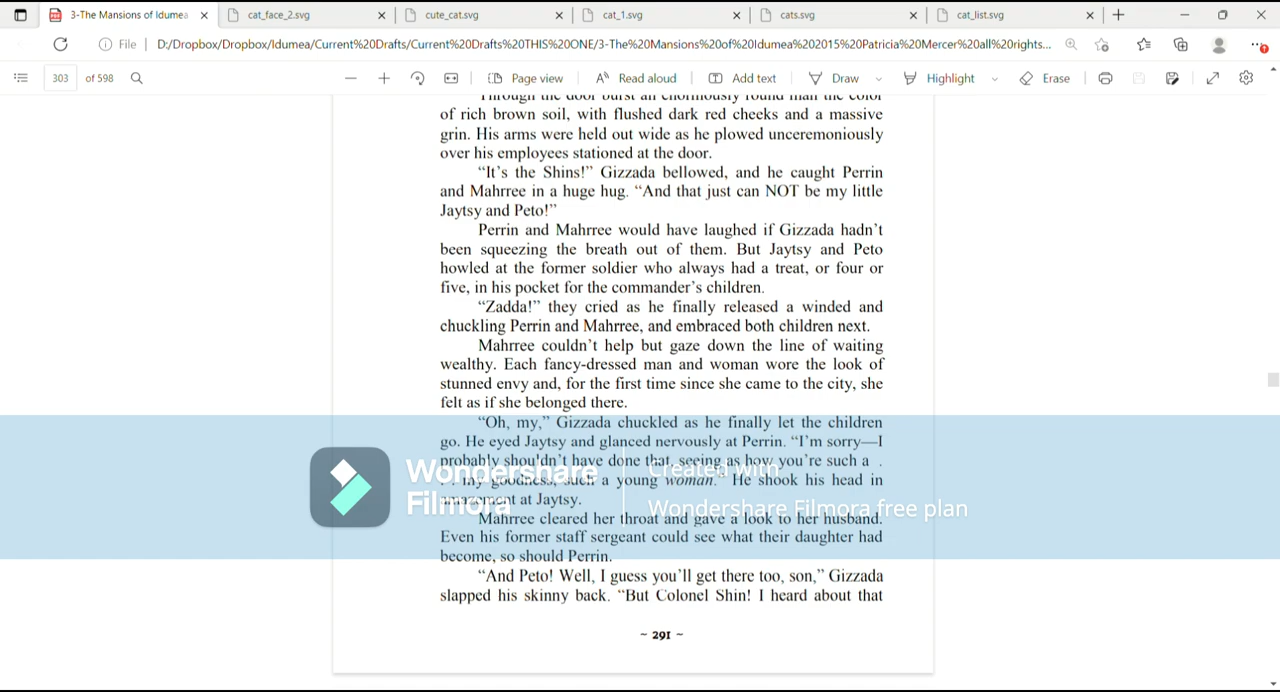 3-The Mansions of Idumea
cat_face_2.svg
cute_cat.svg
cat_1.svg
cats.svg
cat_list.svg
File
D:/Dropbox/Dropbox/Idumea/Current%20Drafts/Current%20Drafts%20THIS%20ONE/3-The%20Mansions%20of%20Idumea%202015%20Patricia%20Mercer%20all%20rights...
303 of 598
Page view
Read aloud
Add text
Draw
Highlight
Erase
Through the door burst an enormously round man the color
of rich brown soil, with flushed dark red cheeks and a massive
grin. His arms were held out wide as he plowed unceremoniously
over his employees stationed at the door.
“It’s the Shins!” Gizzada bellowed, and he caught Perrin
and Mahrree in a huge hug. “And that just can NOT be my little
Jaytsy and Peto!”
Perrin and Mahrree would have laughed if Gizzada hadn’t
been squeezing the breath out of them. But Jaytsy and Peto
howled at the former soldier who always had a treat, or four or
five, in his pocket for the commander’s children.
“Zadda!” they cried as he finally released a winded and
chuckling Perrin and Mahrree, and embraced both children next.
Mahrree couldn’t help but gaze down the line of waiting
wealthy. Each fancy-dressed man and woman wore the look of
stunned envy and, for the first time since she came to the city, she
felt as if she belonged there.
“Oh, my,” Gizzada chuckled as he finally let the children
go. He eyed Jaytsy and glanced nervously at Perrin. “I’m sorry—I
probably shouldn’t have done that, seeing as how you’re such a .
. . my goodness, such a young woman.” He shook his head in
amazement at Jaytsy.
Mahrree cleared her throat and gave a look to her husband.
Even his former staff sergeant could see what their daughter had
become, so should Perrin.
“And Peto! Well, I guess you’ll get there too, son,” Gizzada
slapped his skinny back. “But Colonel Shin! I heard about that
~ 291 ~
Wondershare
Filmora
Created with
Wondershare Filmora free plan